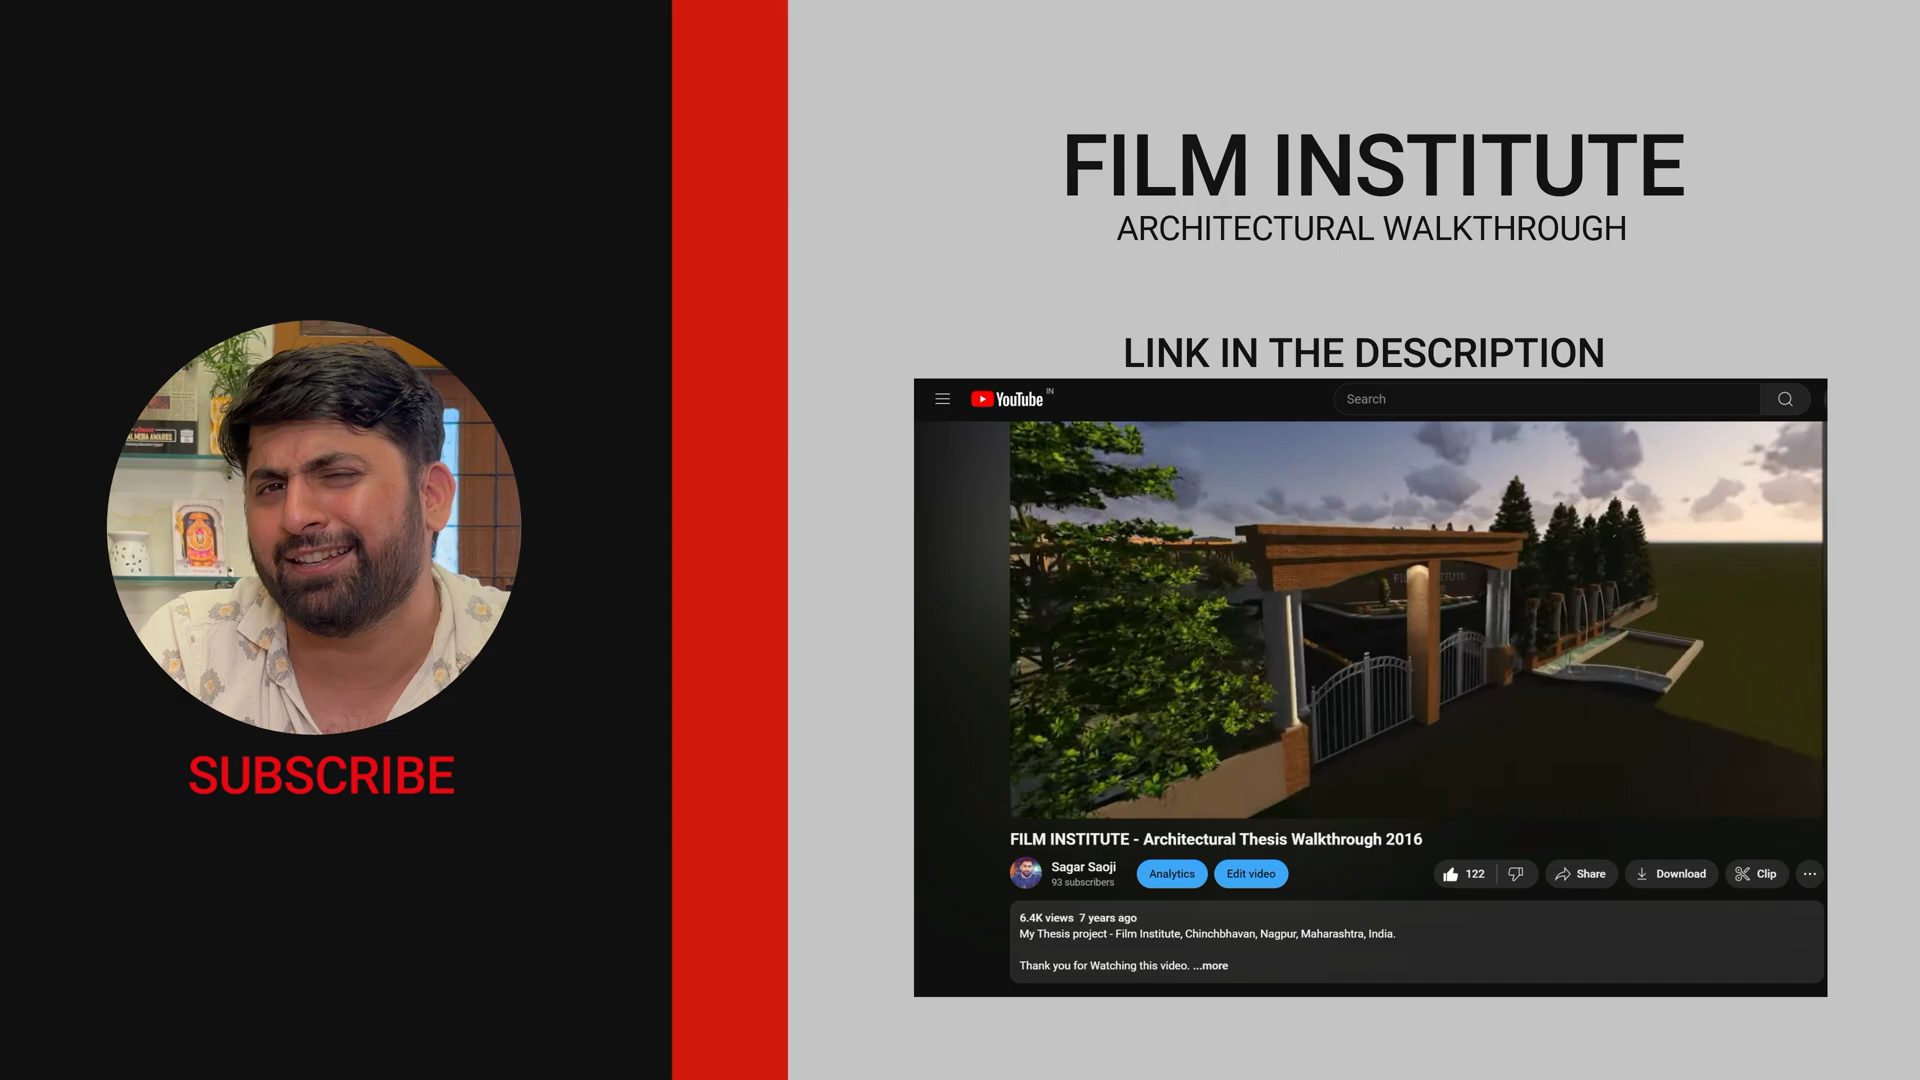 FILM INSTITUTE
ARCHITECTURAL WALKTHROUGH
LINK IN THE DESCRIPTION
YouTube IN
Search
FILM INSTITUTE - Architectural Thesis Walkthrough 2016
Sagar Saoji
93 subscribers
Analytics
Edit video
122
Share
Download
Clip
6.4K views 7 years ago
My Thesis project - Film Institute, Chinchbhavan, Nagpur, Maharashtra, India.
Thank you for Watching this video. ...more
SUBSCRIBE